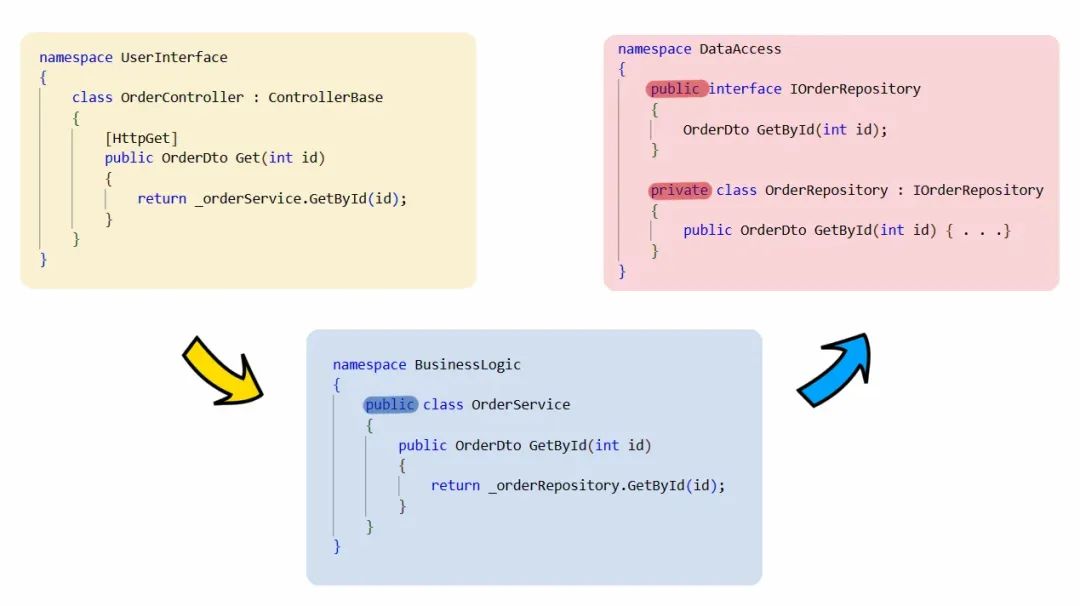 namespace UserInterface
{
class OrderController : ControllerBase
{
[HttpGet]
public OrderDto Get(int id)
{
return _orderService.GetById(id);
}
}
}
namespace DataAccess
{
public interface IOrderRepository
{
OrderDto GetById(int id);
}
private class OrderRepository : IOrderRepository
{
public OrderDto GetById(int id) { . . .}
}
}
namespace BusinessLogic
{
public class OrderService
{
public OrderDto GetById(int id)
{
return _orderRepository.GetById(id);
}
}
}